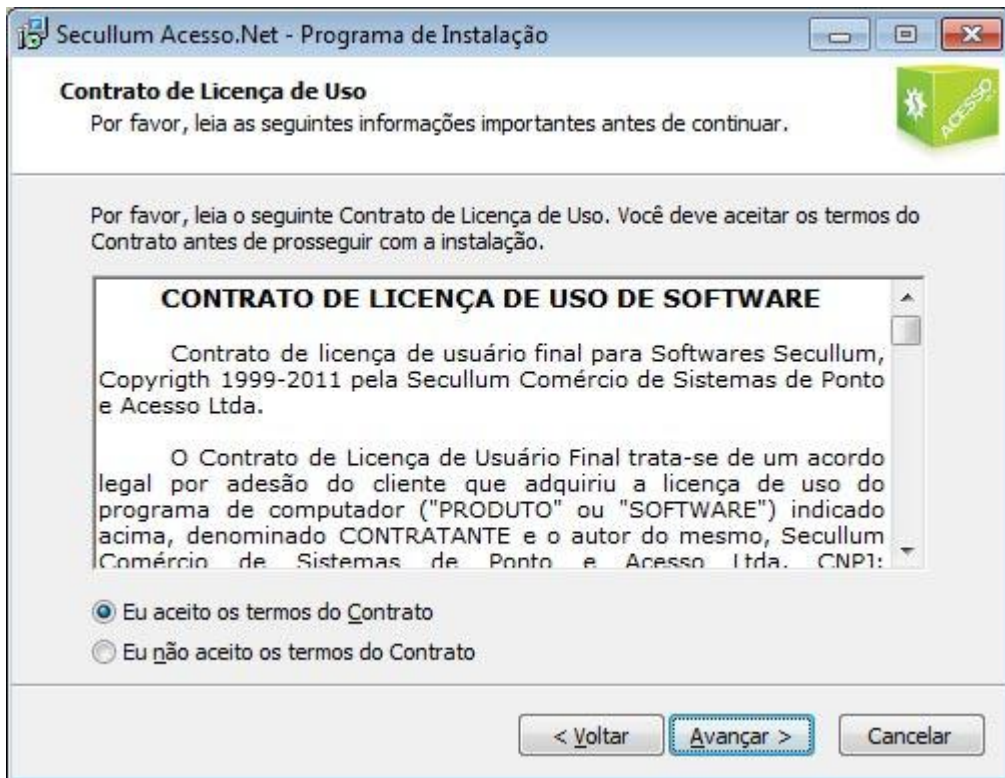 Secullum Acesso.Net - Programa de Instalação
Contrato de Licença de Uso
Por favor, leia as seguintes informações importantes antes de continuar.
ACESSO
Por favor, leia o seguinte Contrato de Licença de Uso. Você deve aceitar os termos do
Contrato antes de prosseguir com a instalação.
CONTRATO DE LICENÇA DE USO DE SOFTWARE
Contrato de licença de usuário final para Softwares Secullum,
Copyrigth 1999-2011 pela Secullum Comércio de Sistemas de Ponto
e Acesso Ltda.
O Contrato de Licença de Usuário Final trata-se de um acordo
legal por adesão do cliente que adquiriu a licença de uso do
programa de computador ("PRODUTO" ou "SOFTWARE") indicado
acima, denominado CONTRATANTE e o autor do mesmo, Secullum
Comércio de Sistemas de Ponto e Acesso Ltda. CNPJ:
Eu aceito os termos do Contrato
Eu não aceito os termos do Contrato
< Voltar Avançar > Cancelar